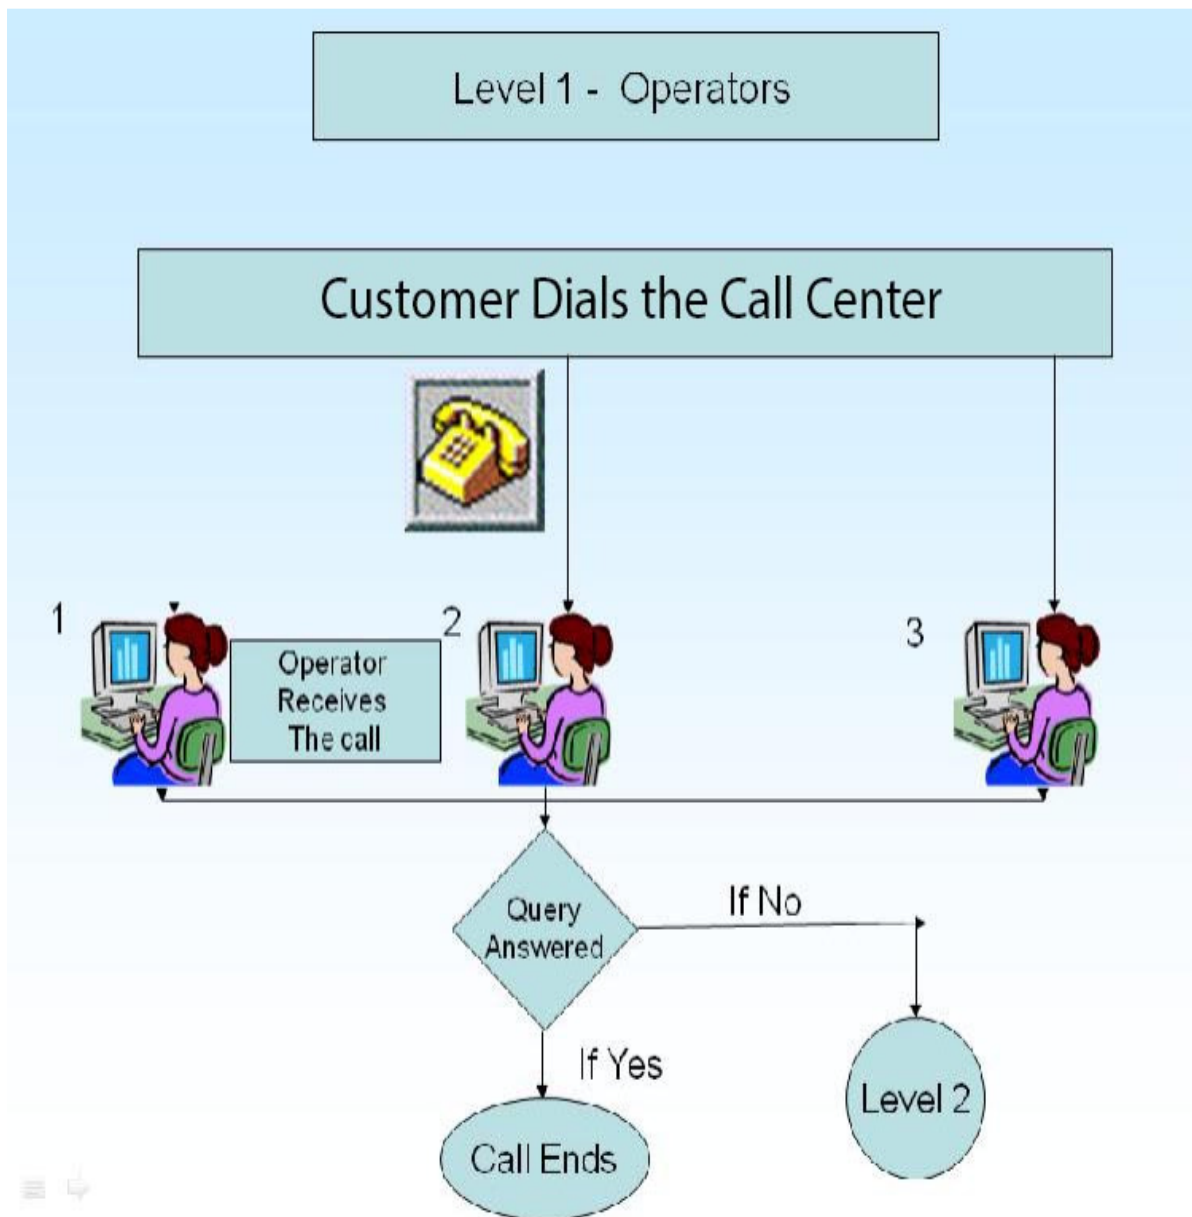 Level 1 - Operators
Customer Dials the Call Center
1
Operator
Receives
The call
2
3
Query
Answered
If No
If Yes
Level 2
Call Ends